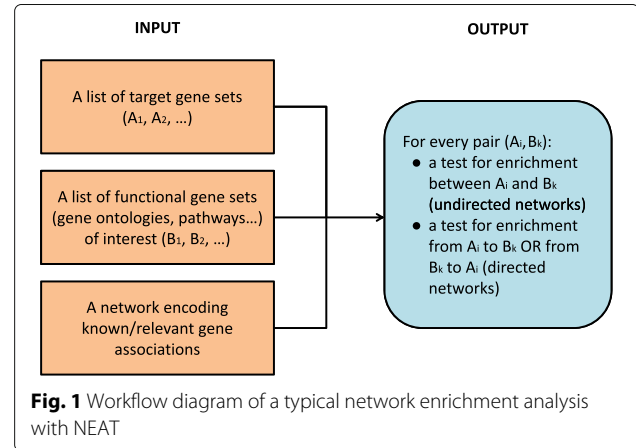 INPUT
OUTPUT
A list of target gene sets
(A₁, A₂, ...)
A list of functional gene sets
(gene ontologies, pathways...)
of interest (B₁, B₂, ...)
A network encoding
known/relevant gene
associations
For every pair (Aᵢ, Bₖ):
● a test for enrichment
between Aᵢ and Bₖ
(undirected networks)
● a test for enrichment
from Aᵢ to Bₖ OR from
Bₖ to Aᵢ (directed
networks)
Fig. 1 Workflow diagram of a typical network enrichment analysis
with NEAT